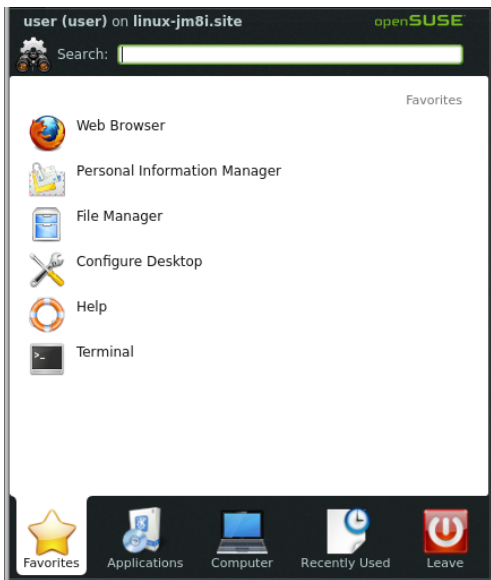 user (user) on linux-jm8i.site
openSUSE
Search:
Favorites
Web Browser
Personal Information Manager
File Manager
Configure Desktop
Help
Terminal
>_
Favorites
Applications
Computer
Recently Used
Leave